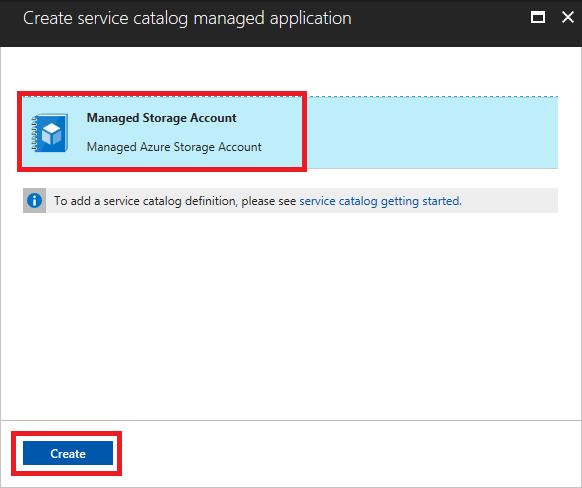 Create service catalog managed application
Managed Storage Account
Managed Azure Storage Account
To add a service catalog definition, please see service catalog getting started.
Create